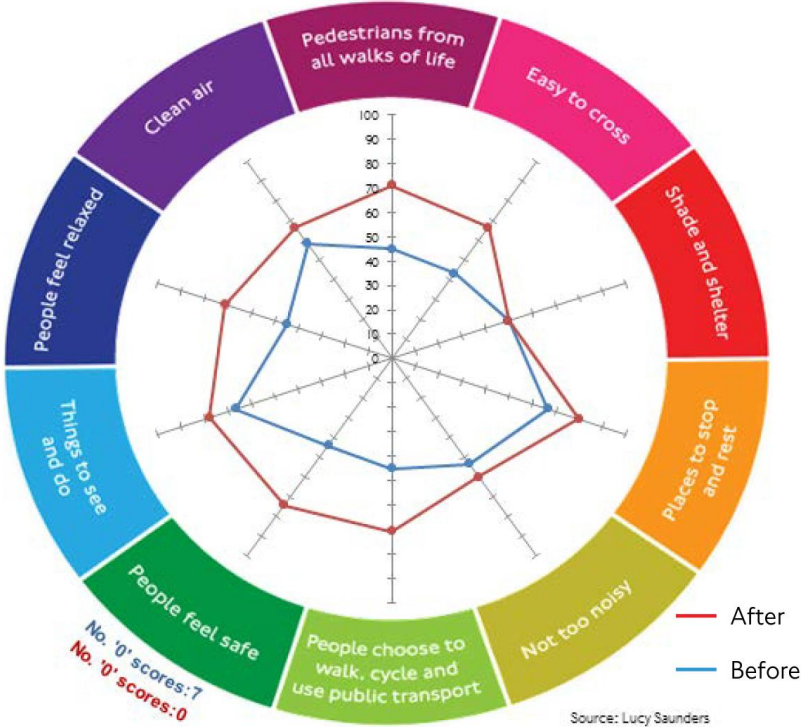 Pedestrians from
all walks of life
Easy to cross
Shade and shelter
Places to stop
and rest
Not too noisy
People choose to
walk, cycle and
use public transport
People feel safe
Things to see
and do
People feel relaxed
Clean air
100
90
80
70
60
50
40
30
20
10
0
No. '0' scores:7
No. '0' scores:0
After
Before
Source: Lucy Saunders